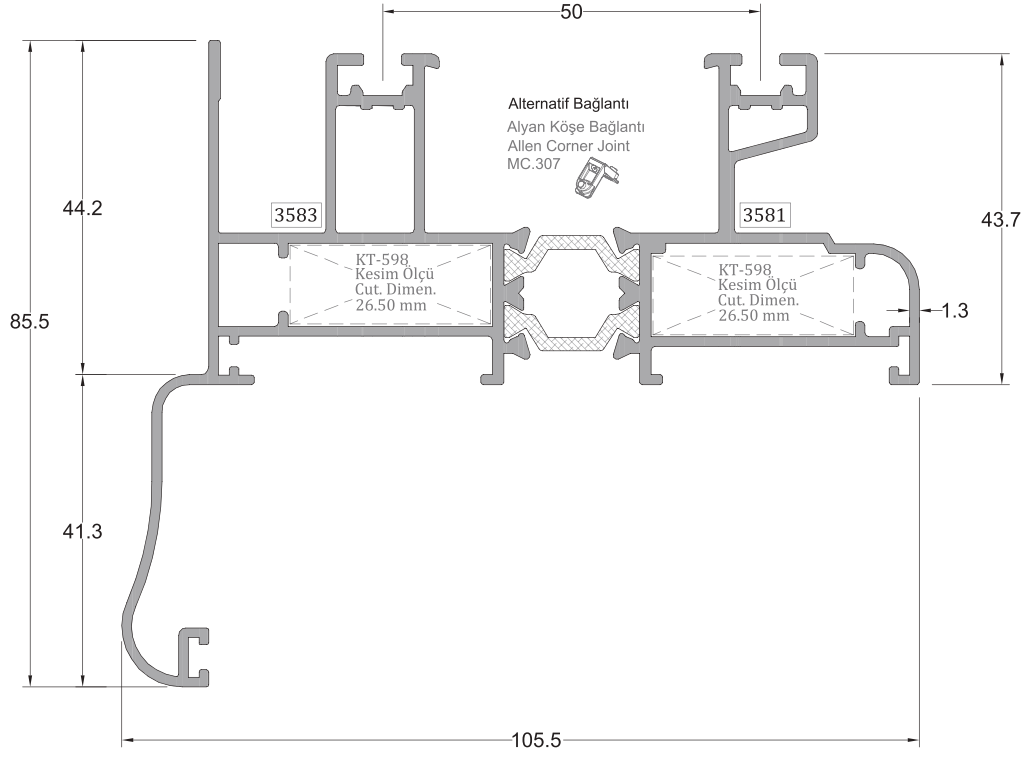 50
Alternatif Bağlantı
Alyan Köşe Bağlantı
Allen Corner Joint
MC.307
44.2
3583
3581
43.7
KT-598
Kesim Ölçü
Cut. Dimen.
26.50 mm
KT-598
Kesim Ölçü
Cut. Dimen.
26.50 mm
1.3
85.5
41.3
105.5